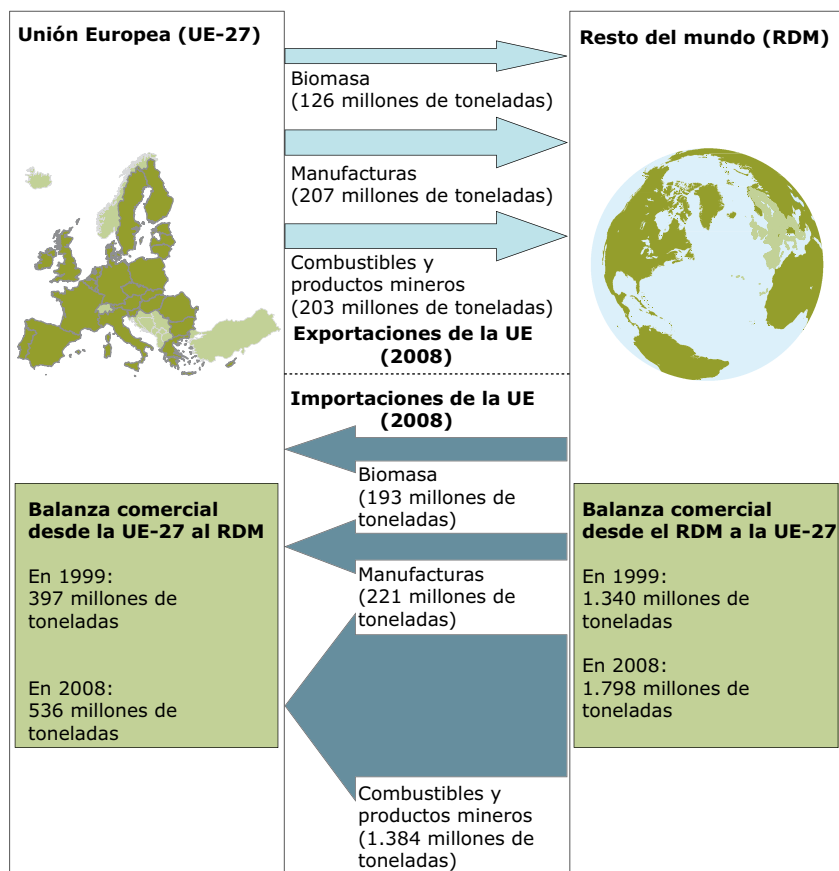 Unión Europea (UE-27)
Resto del mundo (RDM)
Biomasa
(126 millones de toneladas)
Manufacturas
(207 millones de toneladas)
Combustibles y
productos mineros
(203 millones de toneladas)
Exportaciones de la UE
(2008)
Importaciones de la UE
(2008)
Biomasa
(193 millones de
toneladas)
Manufacturas
(221 millones de
toneladas)
Combustibles y
productos mineros
(1.384 millones de
toneladas)
Balanza comercial
desde la UE-27 al RDM
En 1999:
397 millones de
toneladas
En 2008:
536 millones de
toneladas
Balanza comercial
desde el RDM a la UE-27
En 1999:
1.340 millones de
toneladas
En 2008:
1.798 millones de
toneladas